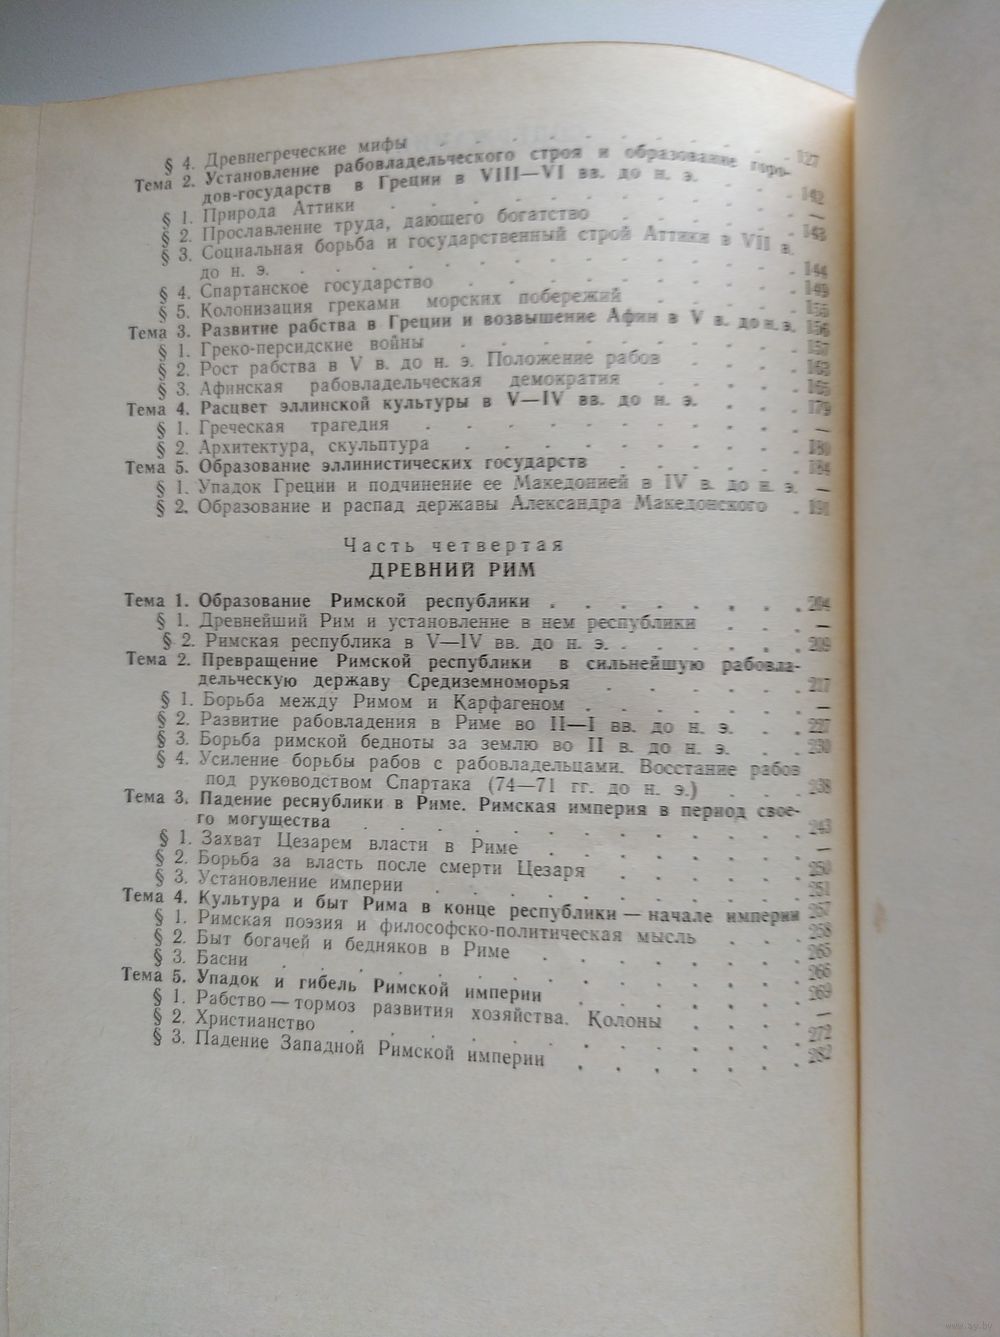 § 4. Древнегреческие мифы . . . . . . . . 127
Тема 2. Установление рабовладельческого строя и образование горо-
дов-государств в Греции в VIII—VI вв. до н. э. . . . 142
§ 1. Природа Аттики . . . . . . . . . —
§ 2. Прославление труда, дающего богатство . . . . 143
§ 3. Социальная борьба и государственный строй Аттики в VII в.
до н. э. . . . . . . . . . . 144
§ 4. Спартанское государство . . . . . . . 149
§ 5. Колонизация греками морских побережий . . . . 155
Тема 3. Развитие рабства в Греции и возвышение Афин в V в. до н. э. 156
§ 1. Греко-персидские войны . . . . . . . 157
§ 2. Рост рабства в V в. до н. э. Положение рабов . . . 163
§ 3. Афинская рабовладельческая демократия . . . . 165
Тема 4. Расцвет эллинской культуры в V—IV вв. до н. э. . . . 179
§ 1. Греческая трагедия . . . . . . . . —
§ 2. Архитектура, скульптура . . . . . . . 180
Тема 5. Образование эллинистических государств . . . . 184
§ 1. Упадок Греции и подчинение ее Македонией в IV в. до н. э. —
§ 2. Образование и распад державы Александра Македонского . 191
Часть четвертая
ДРЕВНИЙ РИМ
Тема 1. Образование Римской республики . . . . . . . 204
§ 1. Древнейший Рим и установление в нем республики . . . —
§ 2. Римская республика в V—IV вв. до н. э. . . . . . 209
Тема 2. Превращение Римской республики в сильнейшую рабовла-
дельческую державу Средиземноморья . . . . . 217
§ 1. Борьба между Римом и Карфагеном . . . . . . —
§ 2. Развитие рабовладения в Риме во II—I вв. до н. э. . . 227
§ 3. Борьба римской бедноты за землю во II в. до н. э. . . 230
§ 4. Усиление борьбы рабов с рабовладельцами. Восстание рабов
под руководством Спартака (74—71 гг. до н. э.) . . . 238
Тема 3. Падение республики в Риме. Римская империя в период свое-
го могущества . . . . . . . . . 243
§ 1. Захват Цезарем власти в Риме . . . . . . —
§ 2. Борьба за власть после смерти Цезаря . . . . 250
§ 3. Установление империи . . . . . . . 251
Тема 4. Культура и быт Рима в конце республики — начале империи 257
§ 1. Римская поэзия и философско-политическая мысль . . . 258
§ 2. Быт богачей и бедняков в Риме . . . . . . 265
§ 3. Басни . . . . . . . . . . 266
Тема 5. Упадок и гибель Римской империи . . . . . . 269
§ 1. Рабство — тормоз развития хозяйства. Колоны . . . . —
§ 2. Христианство . . . . . . . . . 272
§ 3. Падение Западной Римской империи . . . . . . 282
www.ay.by